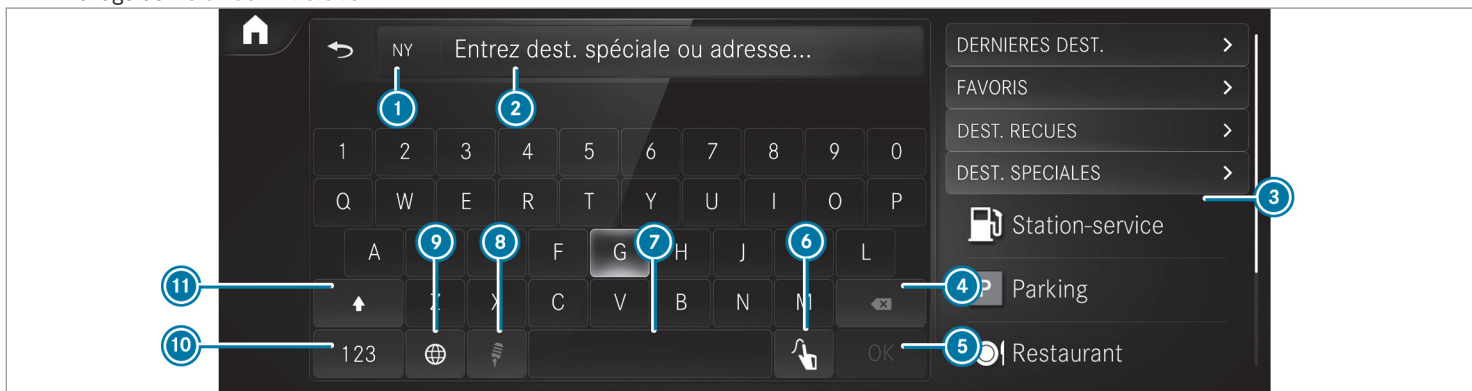 NY Entrez dest. spéciale ou adresse...
1 2
1 2 3 4 5 6 7 8 9 0
Q W E R T Y U I O P
A F G H J L
Z X C V B N M
123 OK
DERNIERES DEST.
FAVORIS
DEST. RECUES
DEST. SPECIALES
3
Station-service
4 P Parking
5 Restaurant
6
7
8
9
10
11